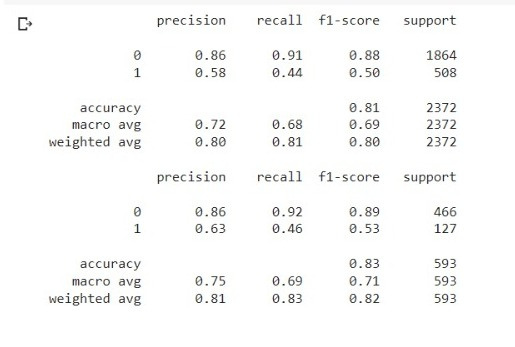 precision recall f1-score support
0 0.86 0.91 0.88 1864
1 0.58 0.44 0.50 508
accuracy 0.81 2372
macro avg 0.72 0.68 0.69 2372
weighted avg 0.80 0.81 0.80 2372
precision recall f1-score support
0 0.86 0.92 0.89 466
1 0.63 0.46 0.53 127
accuracy 0.83 593
macro avg 0.75 0.69 0.71 593
weighted avg 0.81 0.83 0.82 593